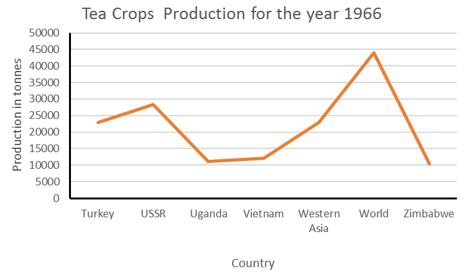 Tea Crops Production for the year 1966
Production in tonnes
50000
45000
40000
35000
30000
25000
20000
15000
10000
5000
0
Turkey
USSR
Uganda
Vietnam
Western
Asia
World
Zimbabwe
Country